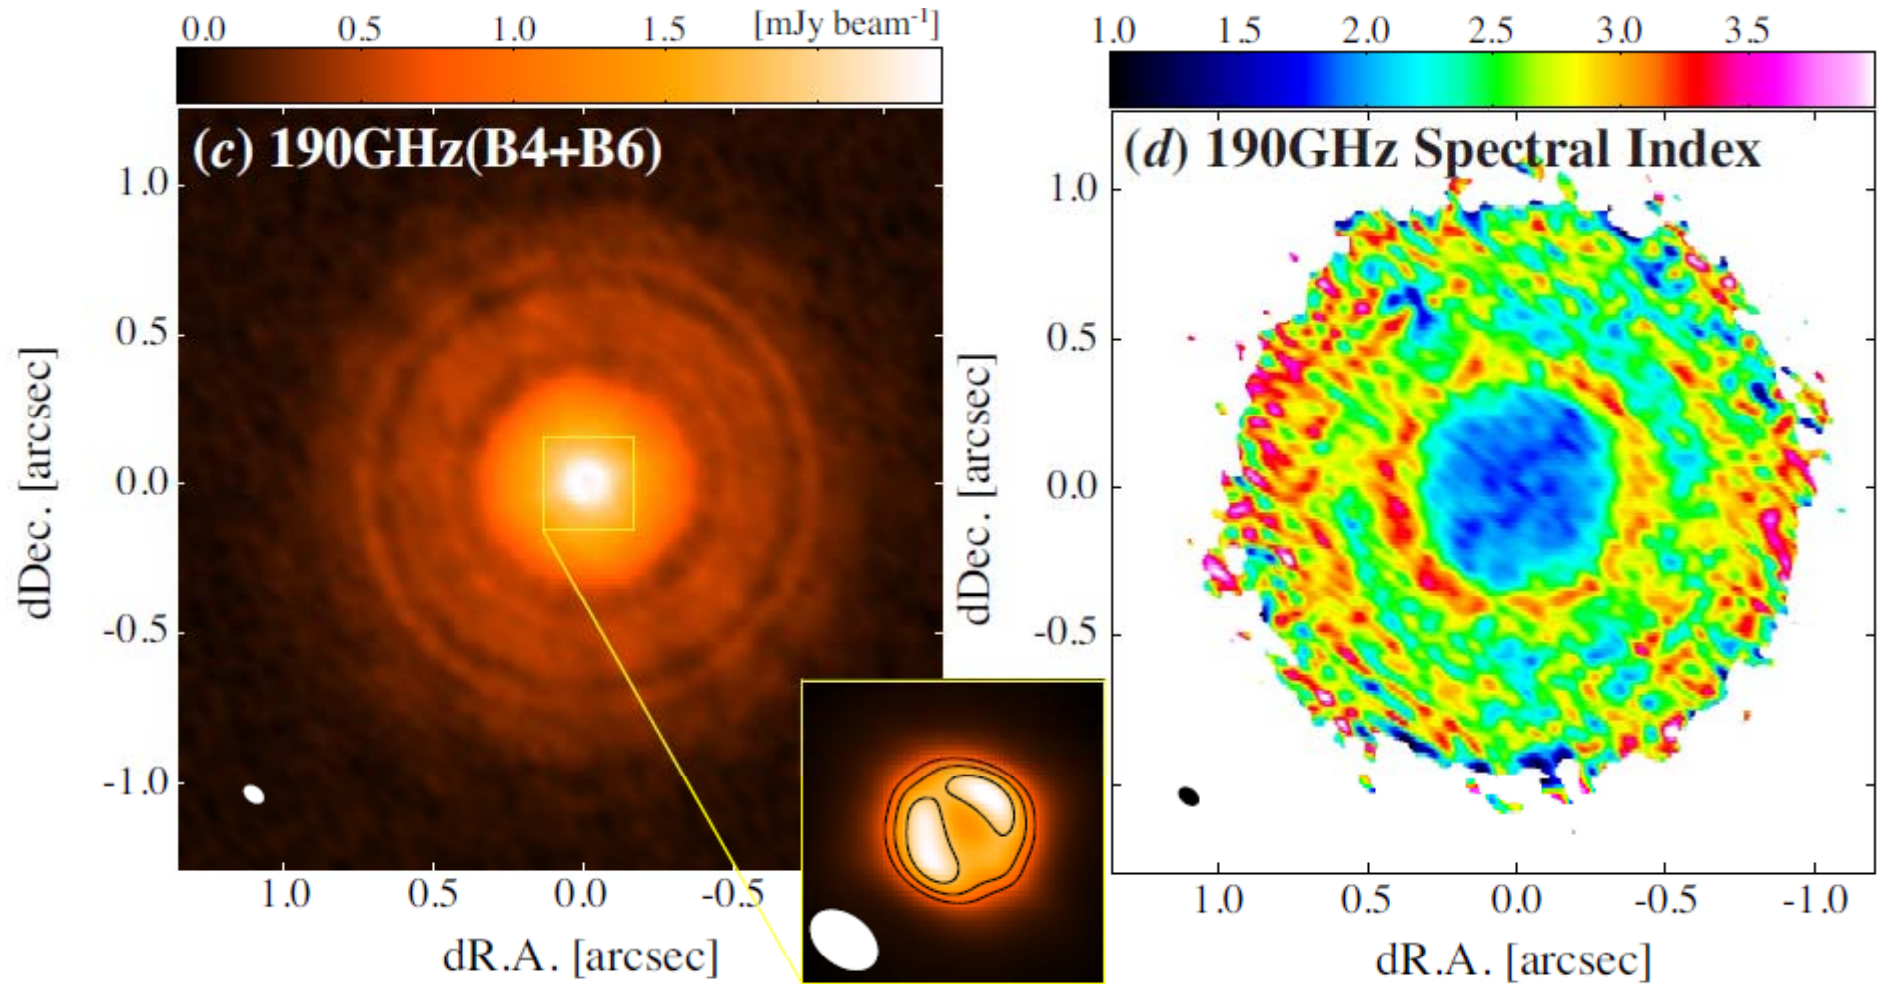 0.0 0.5 1.0 1.5 [mJy beam-1]
(c) 190GHz(B4+B6)
1.0
0.5
0.0
-0.5
-1.0
dDec. [arcsec]
1.0 0.5 0.0 -0.5
dR.A. [arcsec]
1.0 1.5 2.0 2.5 3.0 3.5
(d) 190GHz Spectral Index
1.0
0.5
0.0
-0.5
dDec. [arcsec]
1.0 0.5 0.0 -0.5 -1.0
dR.A. [arcsec]